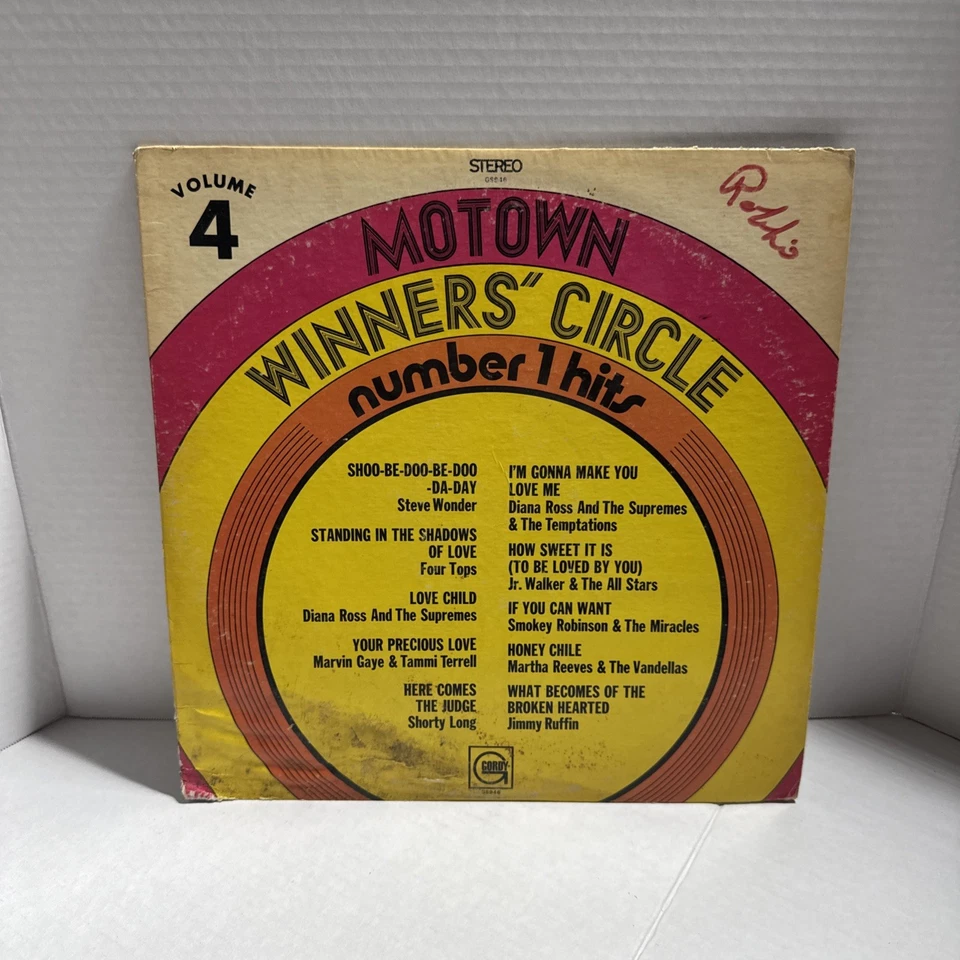 STEREO
VOLUME
4
MOTOWN
WINNERS" CIRCLE
number 1 hits
SHOO-BE-DOO-BE-DOO
-DA-DAY
Steve Wonder
STANDING IN THE SHADOWS
OF LOVE
Four Tops
LOVE CHILD
Diana Ross And The Supremes
YOUR PRECIOUS LOVE
Marvin Gaye & Tammi Terrell
HERE COMES
THE JUDGE
Shorty Long
I'M GONNA MAKE YOU
LOVE ME
Diana Ross And The Supremes
& The Temptations
HOW SWEET IT IS
(TO BE LOVED BY YOU)
Jr. Walker & The All Stars
IF YOU CAN WANT
Smokey Robinson & The Miracles
HONEY CHILE
Martha Reeves & The Vandellas
WHAT BECOMES OF THE
BROKEN HEARTED
Jimmy Ruffin
GORDY